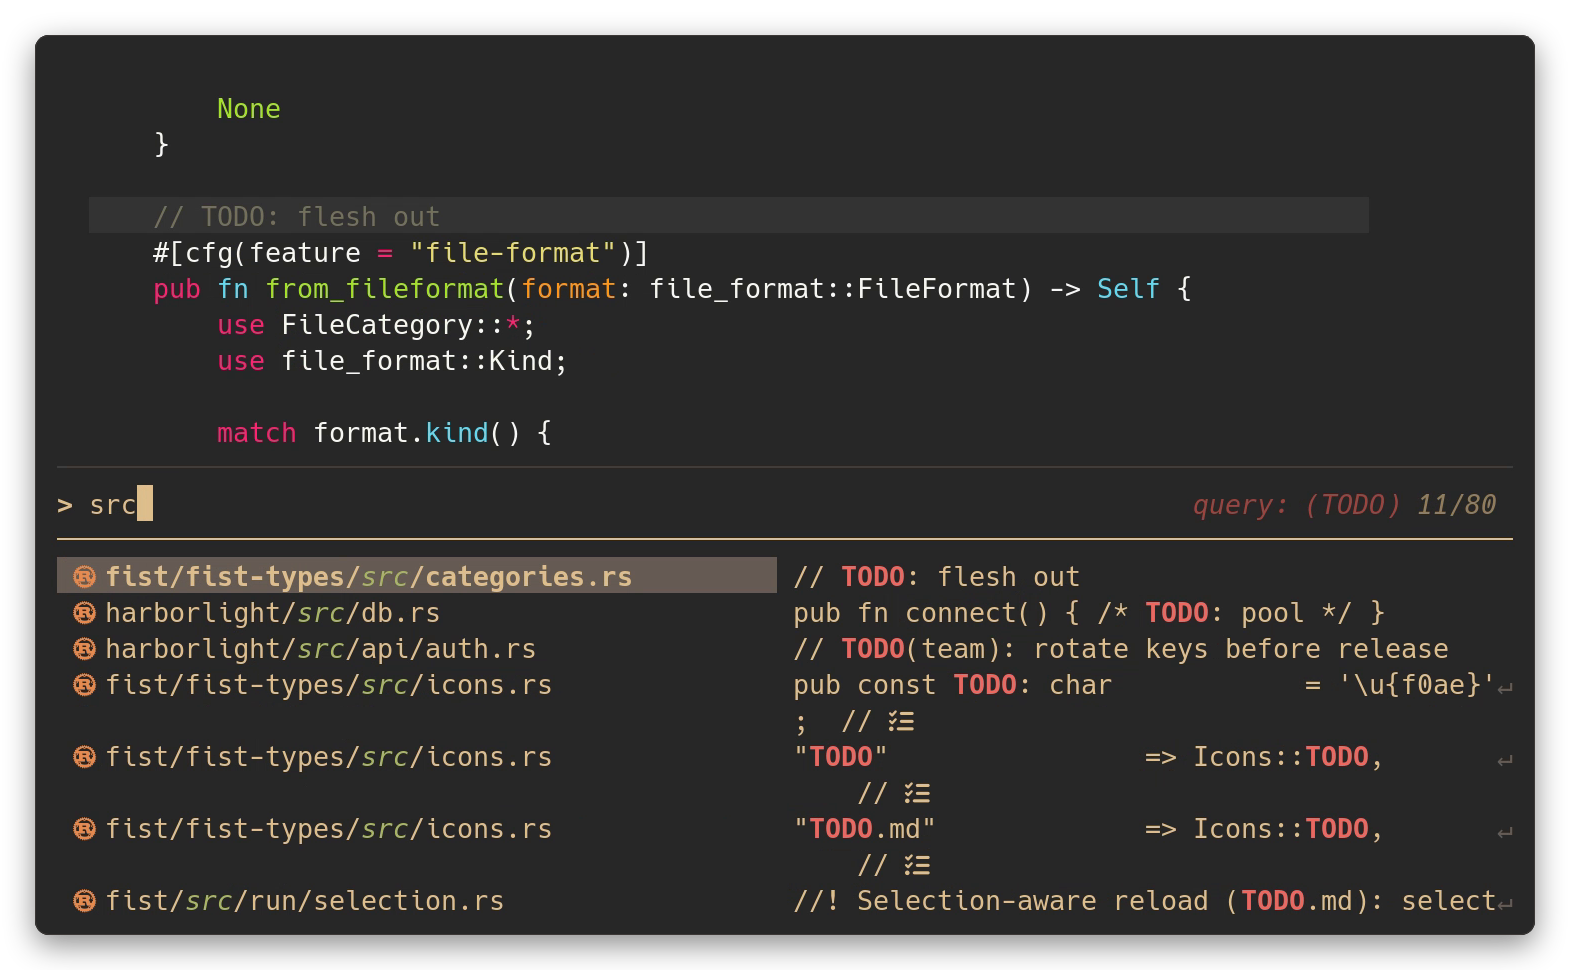 None
}
// TODO: flesh out
#[cfg(feature = "file-format")]
pub fn from_fileformat(format: file_format::FileFormat) -> Self {
use FileCategory::*;
use file_format::Kind;
match format.kind() {
> src query: (TODO) 11/80
fist/fist-types/src/categories.rs // TODO: flesh out
harborlight/src/db.rs pub fn connect() { /* TODO: pool */ }
harborlight/src/api/auth.rs // TODO(team): rotate keys before release
fist/fist-types/src/icons.rs pub const TODO: char = '\u{f0ae}'↵
; //
fist/fist-types/src/icons.rs "TODO" => Icons::TODO, ↵
//
fist/fist-types/src/icons.rs "TODO.md" => Icons::TODO, ↵
//
fist/src/run/selection.rs //! Selection-aware reload (TODO.md): select↵